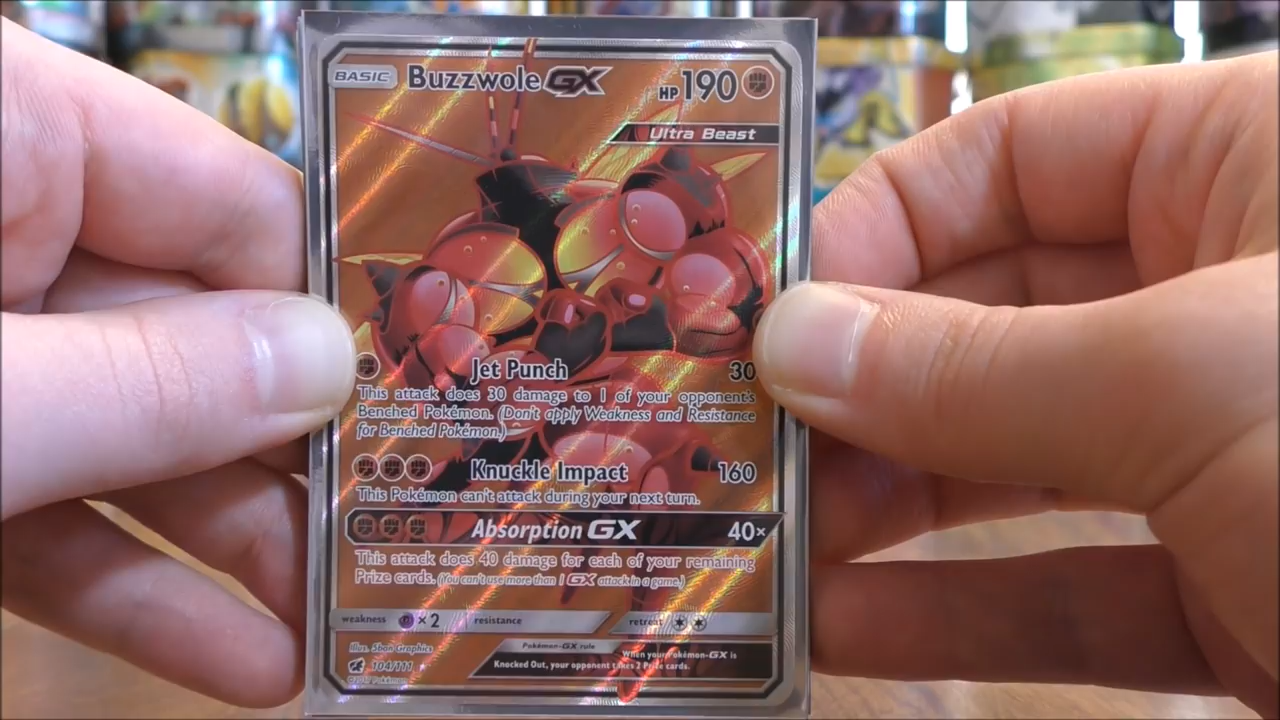 BASIC Buzzwole GX HP 190
Ultra Beast
Jet Punch 30
This attack does 30 damage to 1 of your opponent's
Benched Pokémon. (Don't apply Weakness and Resistance
for Benched Pokémon.)
Knuckle Impact 160
This Pokémon can't attack during your next turn.
Absorption GX 40×
This attack does 40 damage for each of your remaining
Prize cards. (You can't use more than 1 GX attack in a game.)
weakness ×2 resistance retreat
Illus. 5ban Graphics
Pokémon-GX rule
When your Pokémon-GX is
Knocked Out, your opponent takes 2 Prize cards.
104/111
©2017 Pokémon